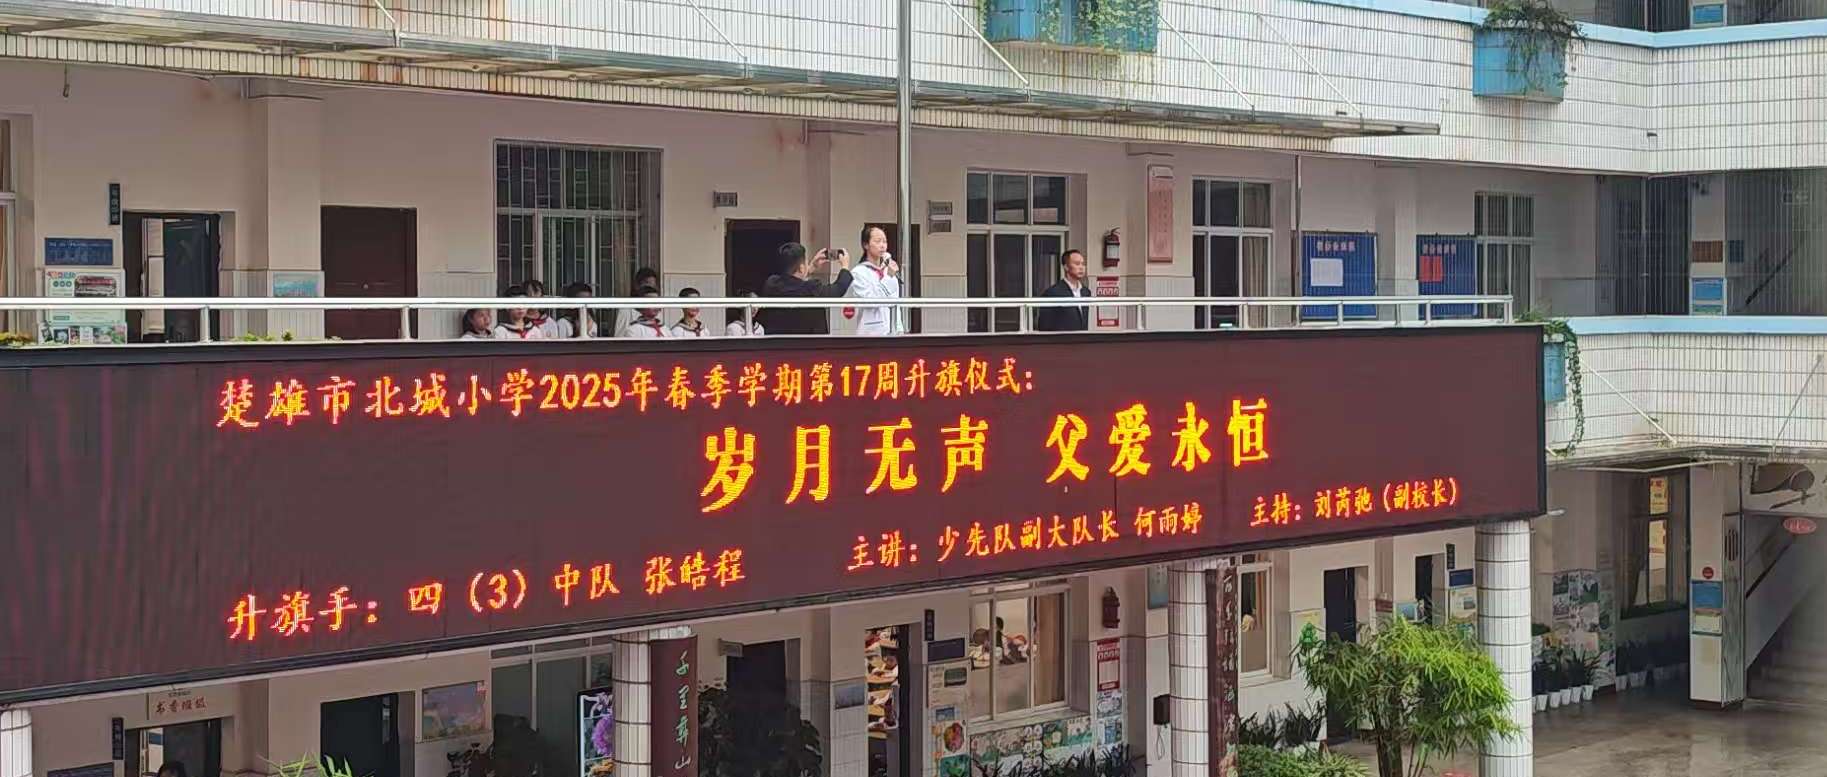 楚雄市北城小学2025年春季学期第17周升旗仪式：
岁月无声 父爱永恒
升旗手：四（3）中队 张皓程 主讲：少先队副大队长 何雨婷 主持：刘芮弛（副校长）
书香班级